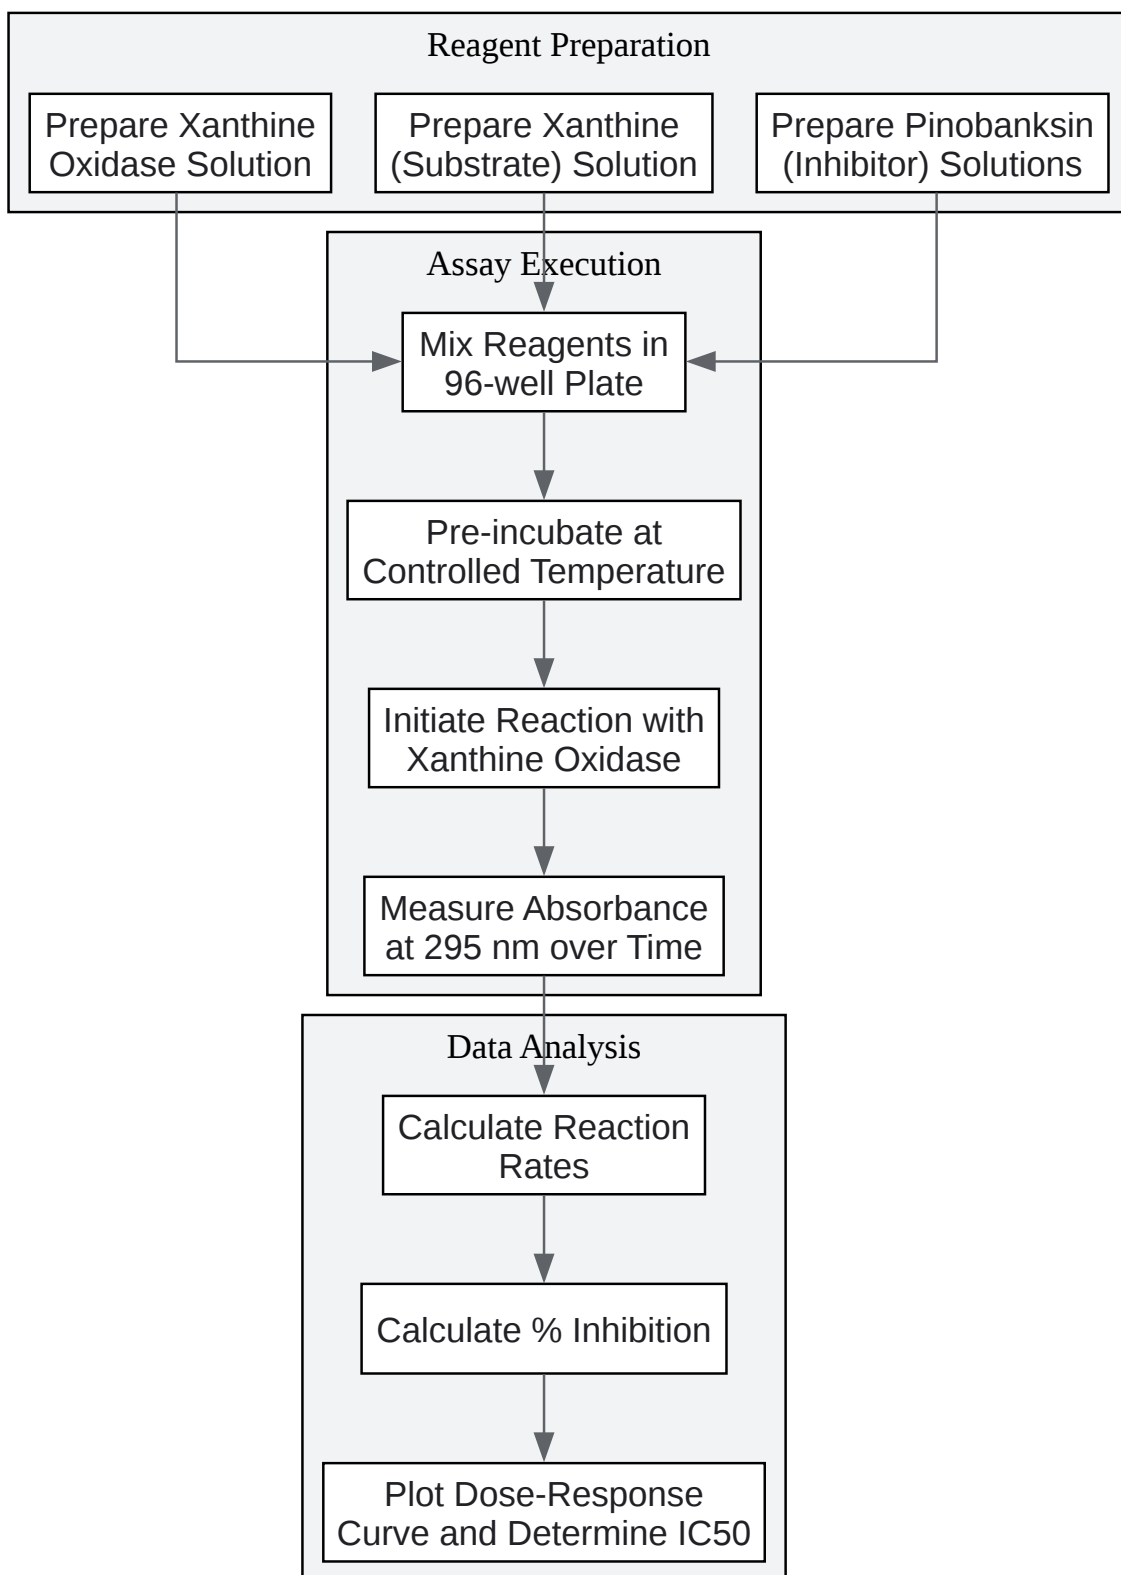 Reagent Preparation
Prepare Xanthine
Oxidase Solution
Prepare Xanthine
(Substrate) Solution
Prepare Pinobanksin
(Inhibitor) Solutions
Assay Execution
Mix Reagents in
96-well Plate
Pre-incubate at
Controlled Temperature
Initiate Reaction with
Xanthine Oxidase
Measure Absorbance
at 295 nm over Time
Data Analysis
Calculate Reaction
Rates
Calculate % Inhibition
Plot Dose-Response
Curve and Determine IC50